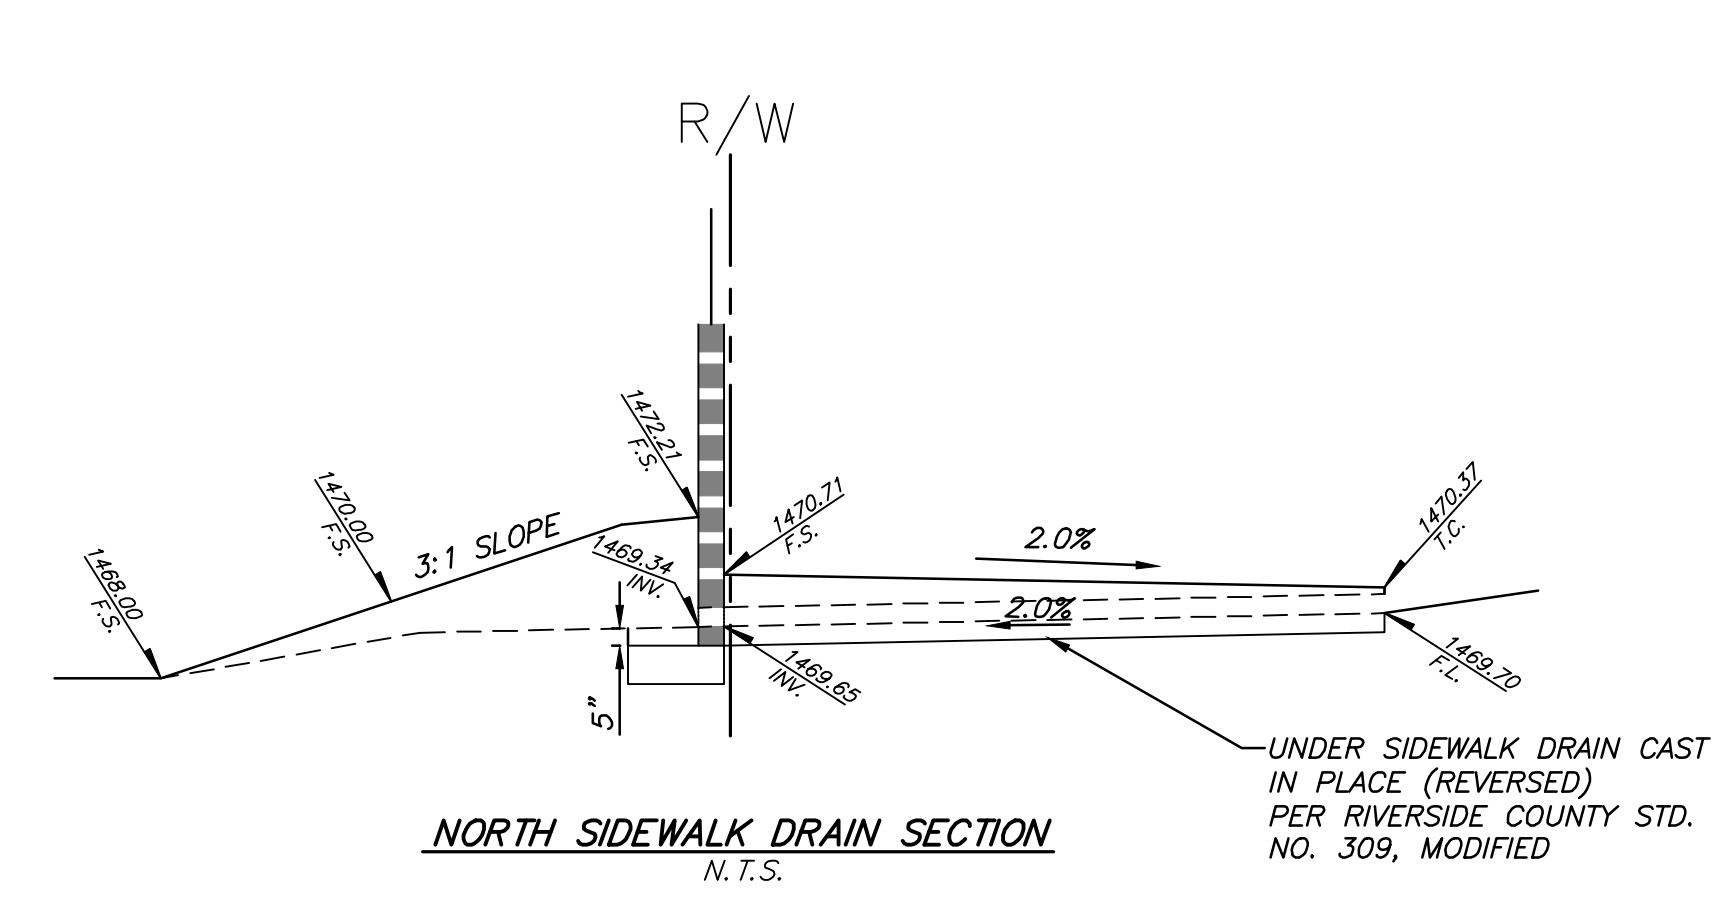 R/W
1472.21
F.S.
1470.00
F.S.
3:1 SLOPE
1468.00
F.S.
1469.34
INV.
1470.71
F.S.
2.0%
1470.37
T.C.
2.0%
1469.65
INV.
1469.70
F.L.
5"
UNDER SIDEWALK DRAIN CAST
IN PLACE (REVERSED)
PER RIVERSIDE COUNTY STD.
NO. 309, MODIFIED
NORTH SIDEWALK DRAIN SECTION
N.T.S.